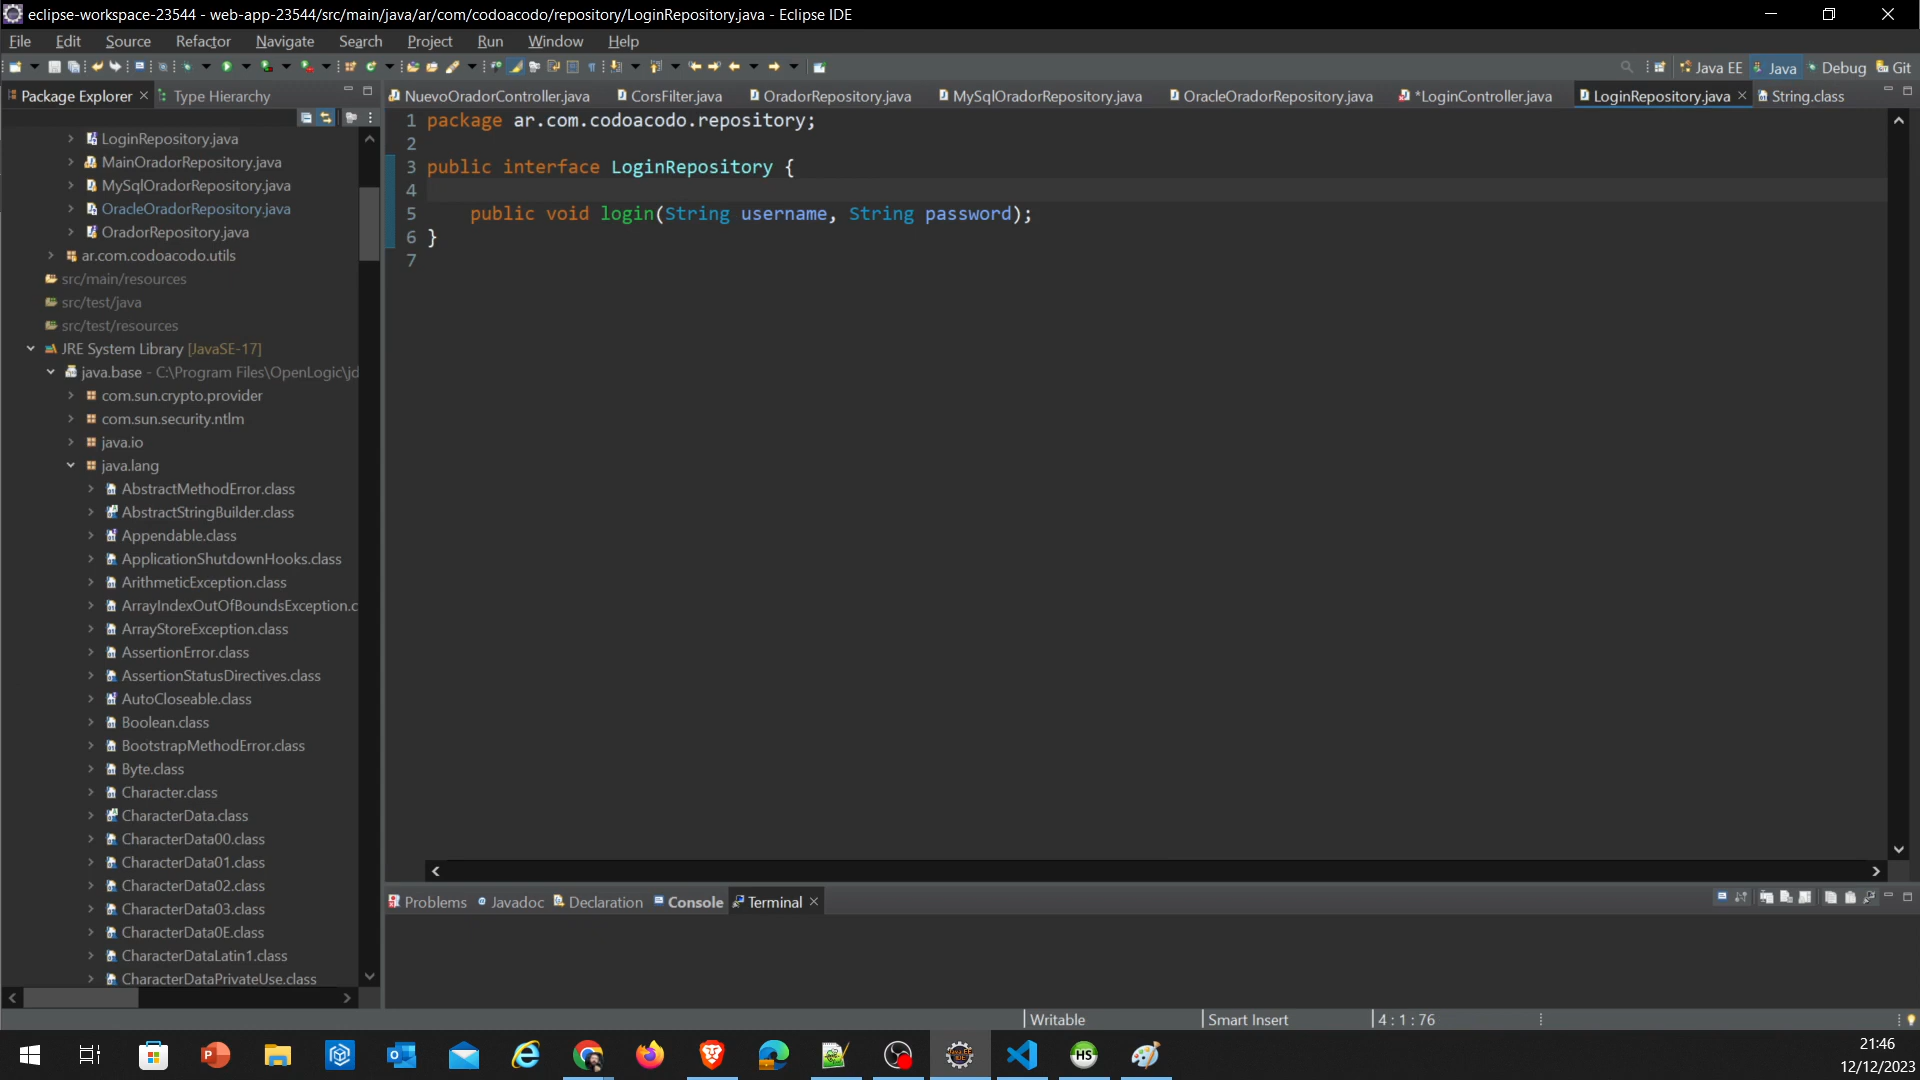 eclipse-workspace-23544 - web-app-23544/src/main/java/ar/com/codoacodo/repository/LoginRepository.java - Eclipse IDE
File Edit Source Refactor Navigate Search Project Run Window Help
Java EE Java Debug Git
Package Explorer Type Hierarchy
NuevoOradorController.java CorsFilter.java OradorRepository.java MySqlOradorRepository.java OracleOradorRepository.java *LoginController.java LoginRepository.java String.class
LoginRepository.java
MainOradorRepository.java
MySqlOradorRepository.java
OracleOradorRepository.java
OradorRepository.java
ar.com.codoacodo.utils
src/main/resources
src/test/java
src/test/resources
JRE System Library [JavaSE-17]
java.base - C:\Program Files\OpenLogic\jd
com.sun.crypto.provider
com.sun.security.ntlm
java.io
java.lang
AbstractMethodError.class
AbstractStringBuilder.class
Appendable.class
ApplicationShutdownHooks.class
ArithmeticException.class
ArrayIndexOutOfBoundsException.c
ArrayStoreException.class
AssertionError.class
AssertionStatusDirectives.class
AutoCloseable.class
Boolean.class
BootstrapMethodError.class
Byte.class
Character.class
CharacterData.class
CharacterData00.class
CharacterData01.class
CharacterData02.class
CharacterData03.class
CharacterData0E.class
CharacterDataLatin1.class
CharacterDataPrivateUse.class
1 package ar.com.codoacodo.repository;
2
3 public interface LoginRepository {
4
5 public void login(String username, String password);
6 }
7
Problems Javadoc Declaration Console Terminal
Writable Smart Insert 4 : 1 : 76
HS
21:46
12/12/2023